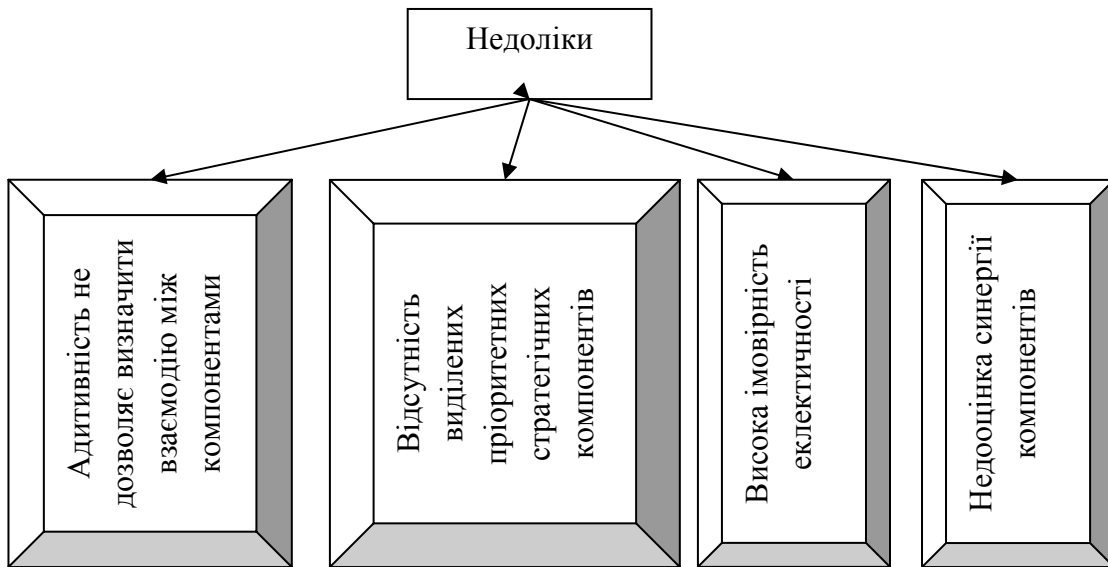 Недоліки
Адитивність не
дозволяє визначити
взаємодію між
компонентами
Відсутність
виділених
пріоритетних
стратегічних
компонентів
Висока імовірність
еклектичності
Недооцінка синергії
компонентів